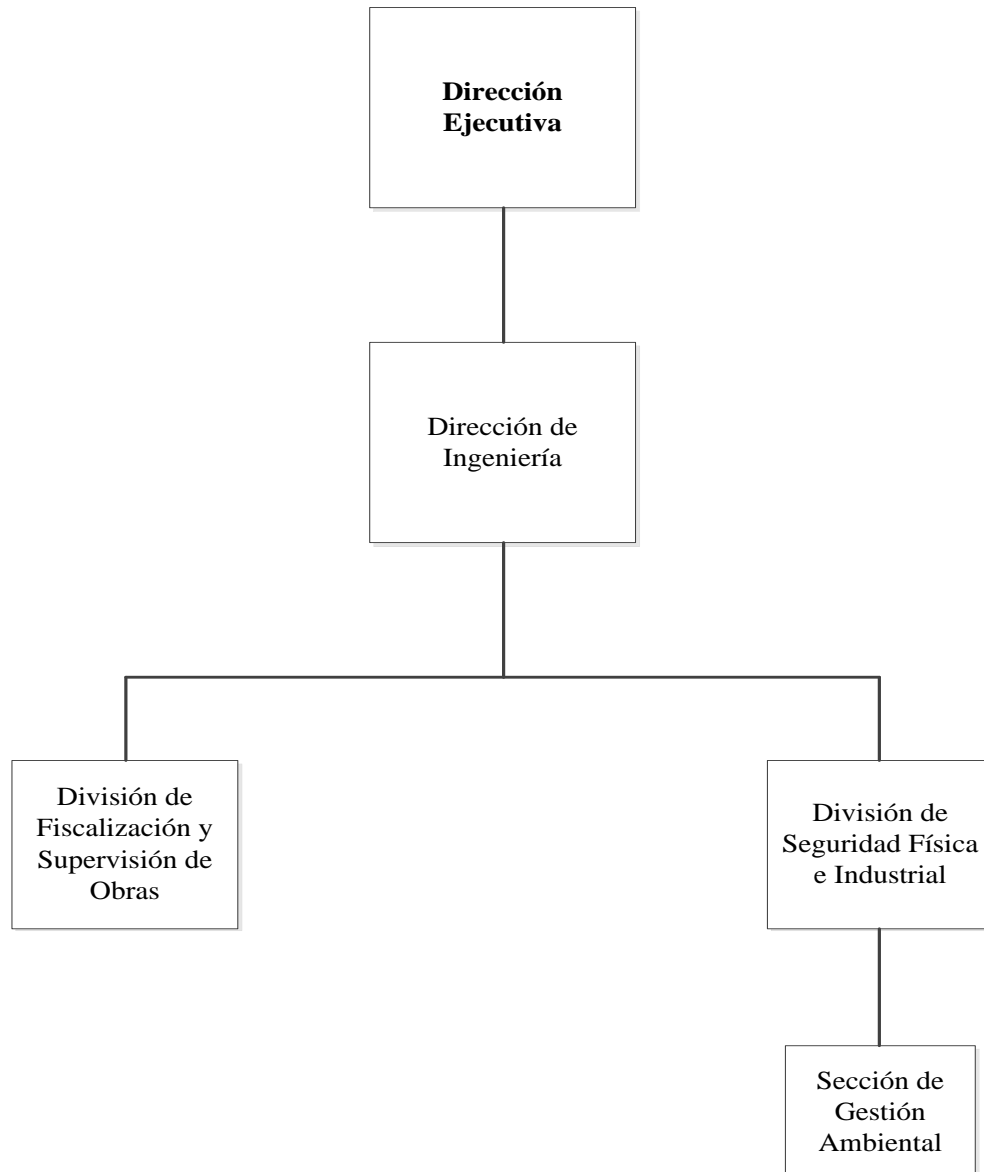 Dirección
Ejecutiva
Dirección de
Ingeniería
División de
Fiscalización y
Supervisión de
Obras
División de
Seguridad Física
e Industrial
Sección de
Gestión
Ambiental